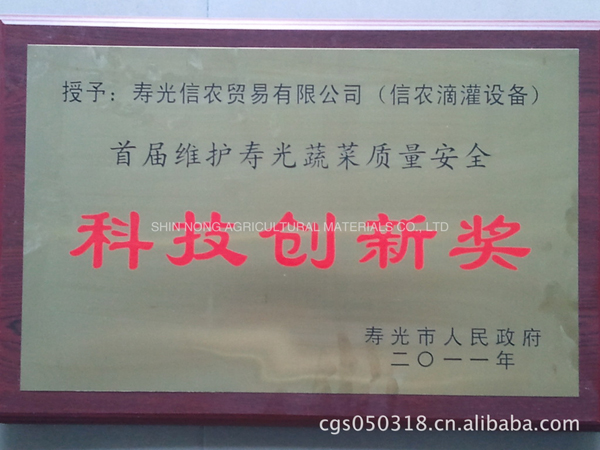 授予：寿光信农贸易有限公司（信农滴灌设备）
首届维护寿光蔬菜质量安全
SHIN NONG AGRICULTURAL MATERIALS CO., LTD.
科技创新奖
寿光市人民政府
二〇一一年
cgs050318.cn.alibaba.com